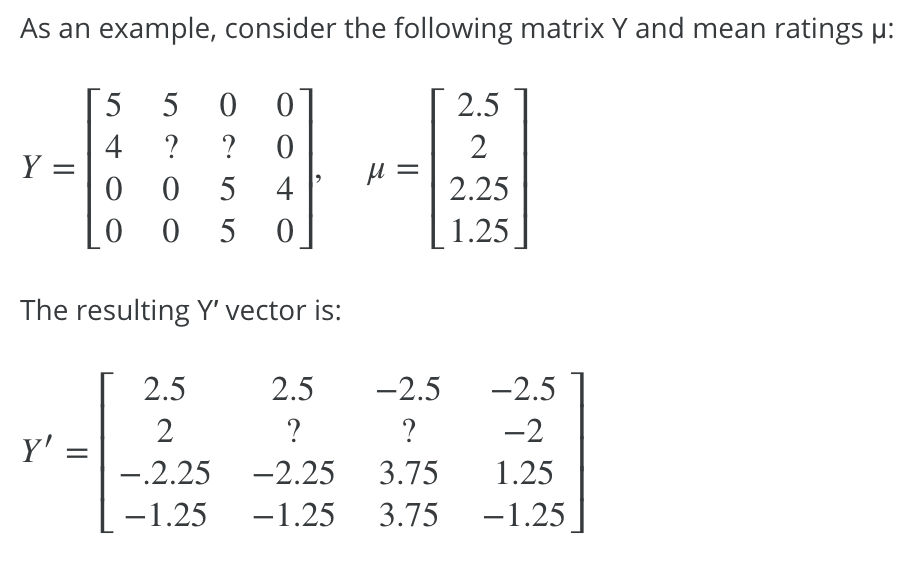 As an example, consider the following matrix Y and mean ratings μ:
5 5 0 0 2.5
4 ? ? 0 2
Y = , μ =
0 0 5 4 2.25
0 0 5 0 1.25
The resulting Y′ vector is:
2.5 2.5 −2.5 −2.5
2 ? ? −2
Y′ =
−.2.25 −2.25 3.75 1.25
−1.25 −1.25 3.75 −1.25